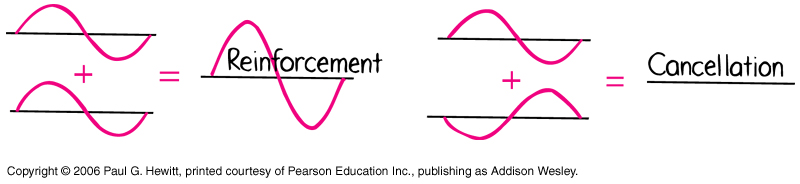 Reinforcement
Cancellation
+
=
+
=
Copyright © 2006 Paul G. Hewitt, printed courtesy of Pearson Education Inc., publishing as Addison Wesley.